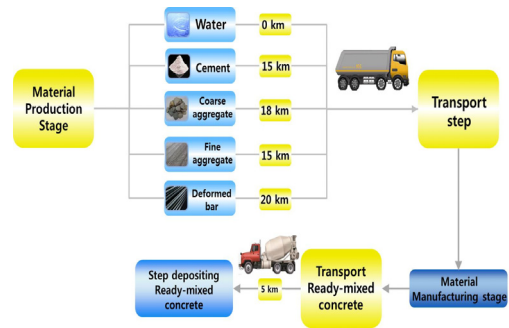 Material
Production
Stage
Water
0 km
Cement
15 km
Coarse
aggregate
18 km
Fine
aggregate
15 km
Deformed
bar
20 km
Transport
step
Material
Manufacturing stage
Transport
Ready-mixed
concrete
5 km
Step depositing
Ready-mixed
concrete